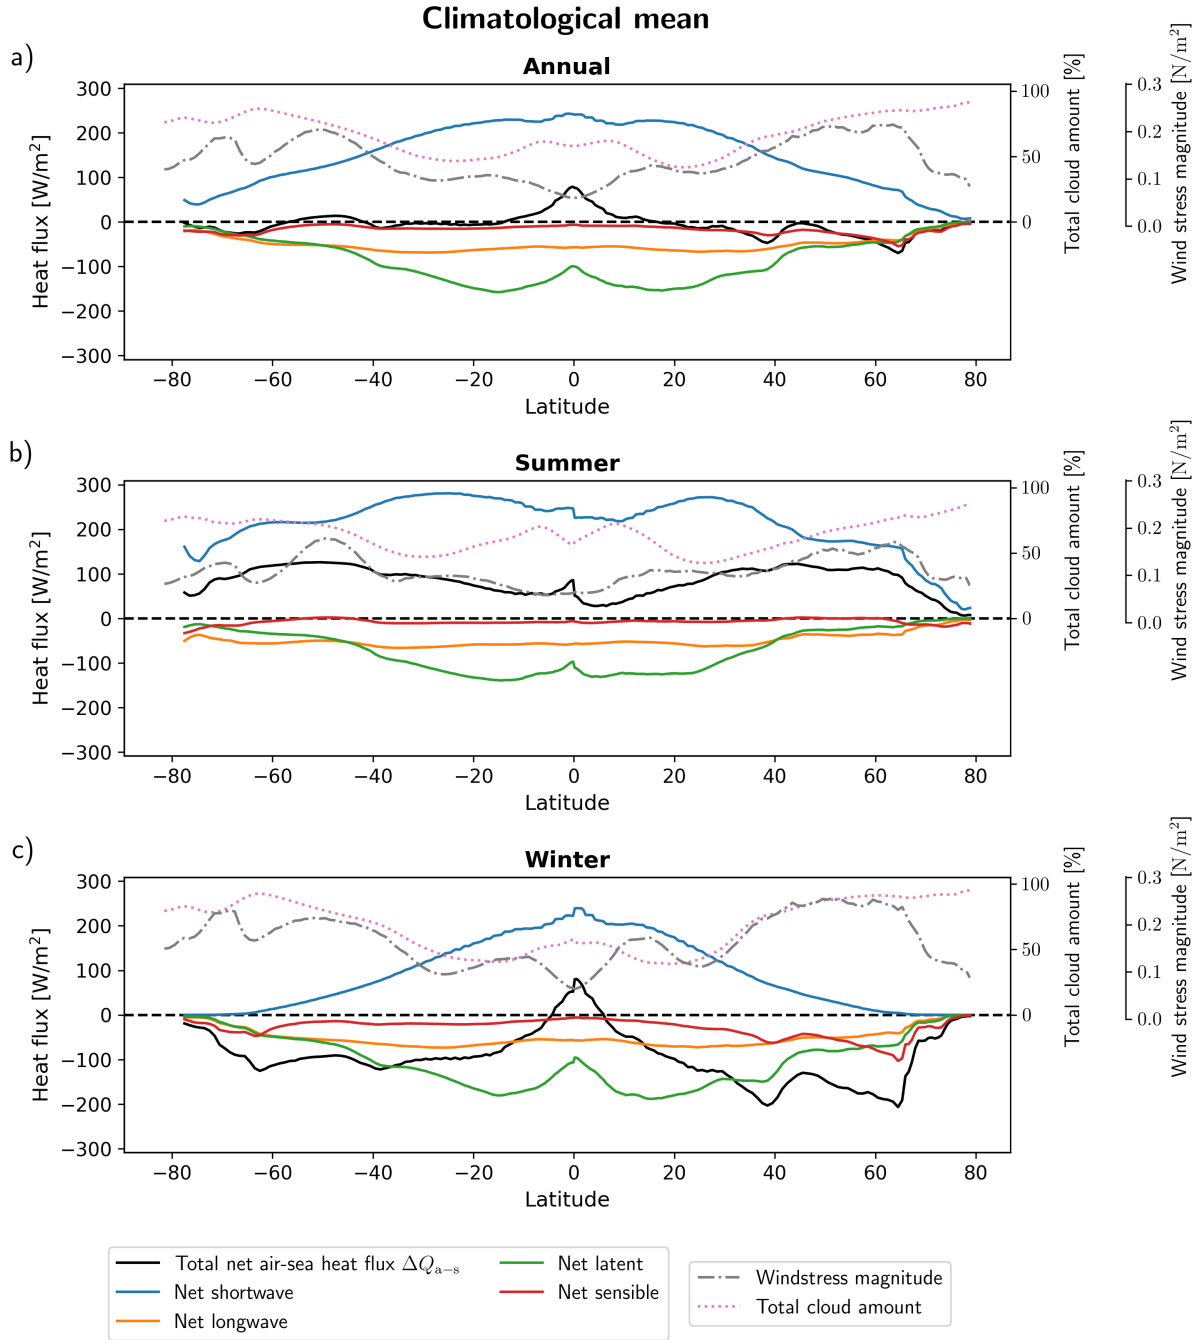 Climatological mean
a)
Annual
Heat flux [W/m²]
300
200
100
0
−100
−200
−300
−80 −60 −40 −20 0 20 40 60 80
Latitude
100
50
0
Total cloud amount [%]
0.3
0.2
0.1
0.0
Wind stress magnitude [N/m²]
b)
Summer
Heat flux [W/m²]
300
200
100
0
−100
−200
−300
−80 −60 −40 −20 0 20 40 60 80
Latitude
100
50
0
Total cloud amount [%]
0.3
0.2
0.1
0.0
Wind stress magnitude [N/m²]
c)
Winter
Heat flux [W/m²]
300
200
100
0
−100
−200
−300
−80 −60 −40 −20 0 20 40 60 80
Latitude
100
50
0
Total cloud amount [%]
0.3
0.2
0.1
0.0
Wind stress magnitude [N/m²]
Total net air-sea heat flux ΔQₐ₋ₛ
Net shortwave
Net longwave
Net latent
Net sensible
Windstress magnitude
Total cloud amount